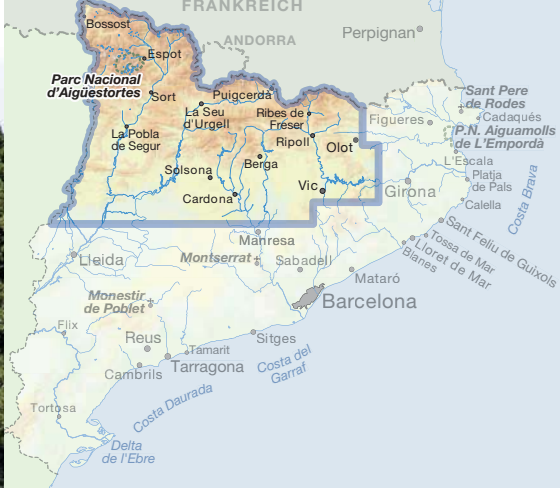 FRANKREICH
ANDORRA
Perpignan
Bossost
Espot
Parc Nacional
d'Aigüestortes
Sort
Puigcerdà
La Seu
d'Urgell
Ribes de
Freser
La Pobla
de Segur
Ripoll
Olot
Berga
Solsona
Cardona
Vic
Figueres
Sant Pere
de Rodes
Cadaqués
P.N. Aiguamolls
de L'Empordà
L'Escala
Girona
Platja
de Pals
Calella
Costa Brava
Sant Feliu de Guixols
Tossa de Mar
Lloret de Mar
Blanes
Manresa
Lleida
Montserrat
Sabadell
Mataró
Barcelona
Monestir
de Poblet
Flix
Reus
Sitges
Tamarit
Tarragona
Cambrils
Costa del
Garraf
Costa Daurada
Tortosa
Delta
de l'Ebre